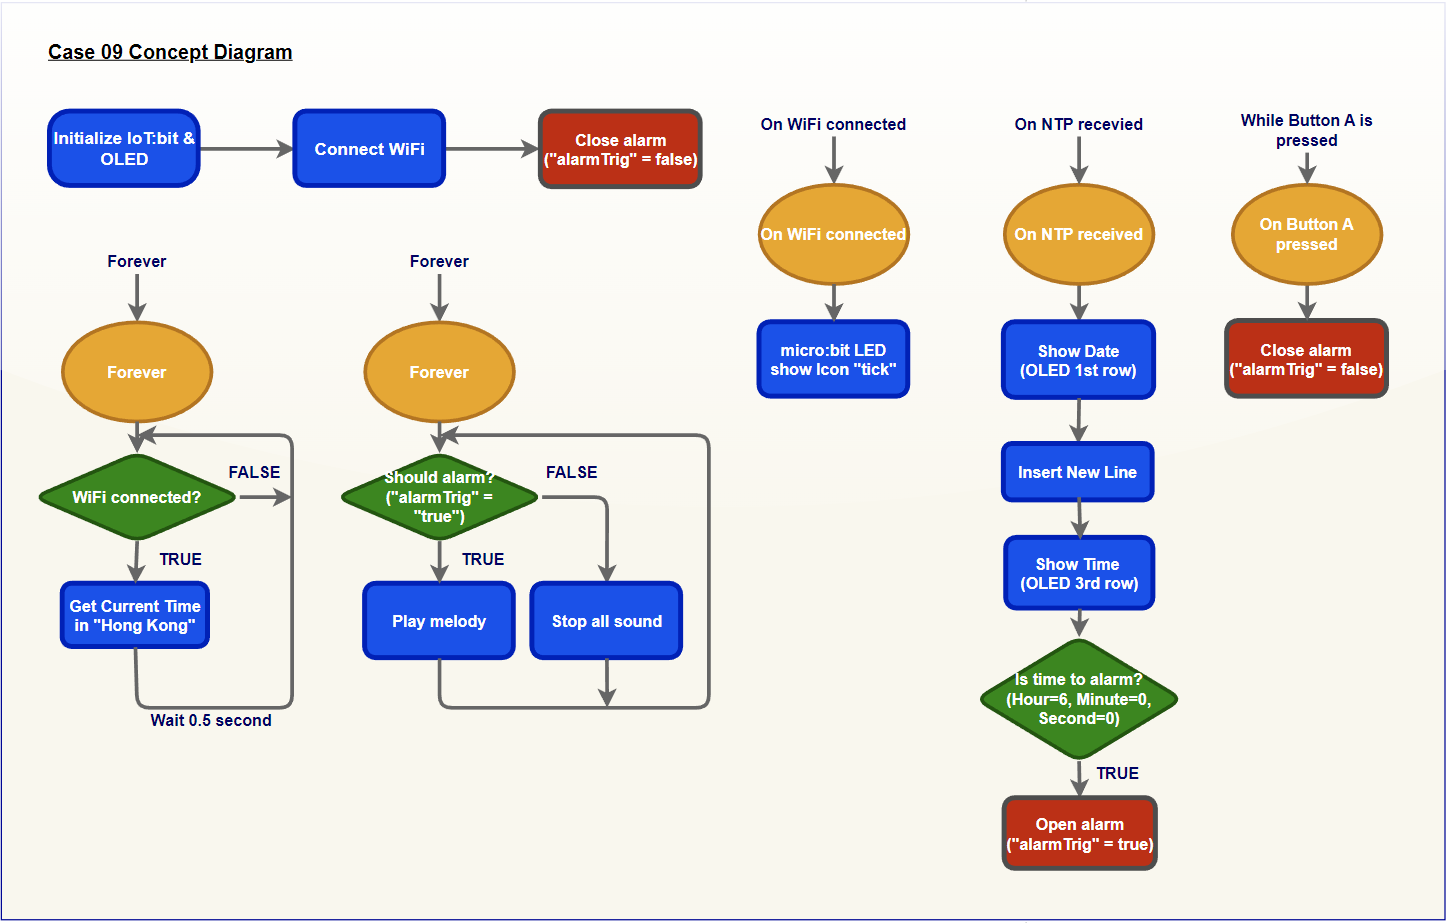 Case 09 Concept Diagram
Initialize IoT:bit &
OLED
Connect WiFi
Close alarm
("alarmTrig" = false)
Forever
Forever
WiFi connected?
FALSE
TRUE
Get Current Time
in "Hong Kong"
Wait 0.5 second
Forever
Forever
Should alarm?
("alarmTrig" =
"true")
FALSE
TRUE
Play melody
Stop all sound
On WiFi connected
On WiFi connected
micro:bit LED
show Icon "tick"
On NTP recevied
On NTP received
Show Date
(OLED 1st row)
Insert New Line
Show Time
(OLED 3rd row)
Is time to alarm?
(Hour=6, Minute=0,
Second=0)
TRUE
Open alarm
("alarmTrig" = true)
While Button A is
pressed
On Button A
pressed
Close alarm
("alarmTrig" = false)